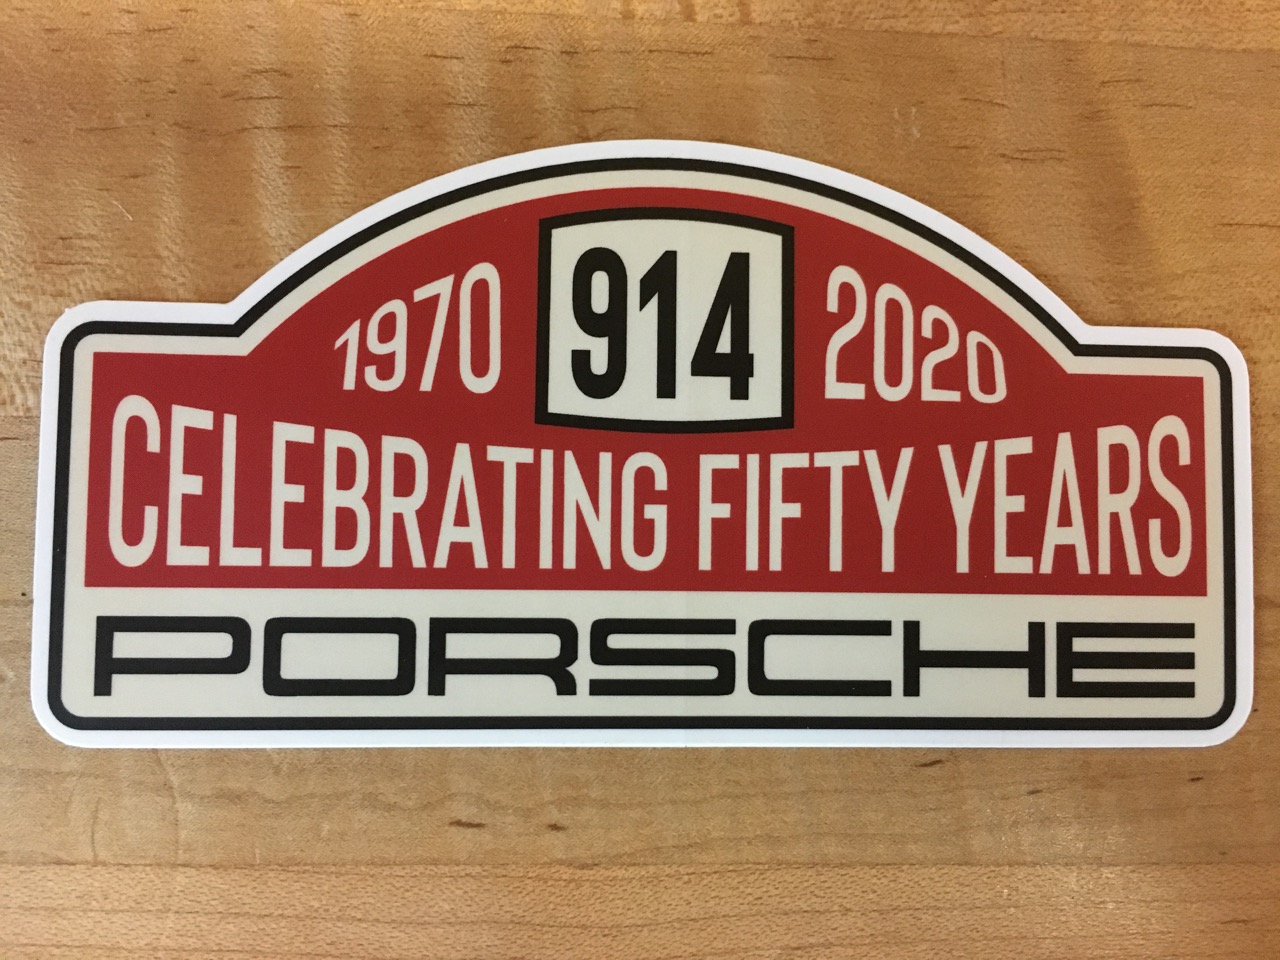 1970 914 2020
CELEBRATING FIFTY YEARS
PORSCHE